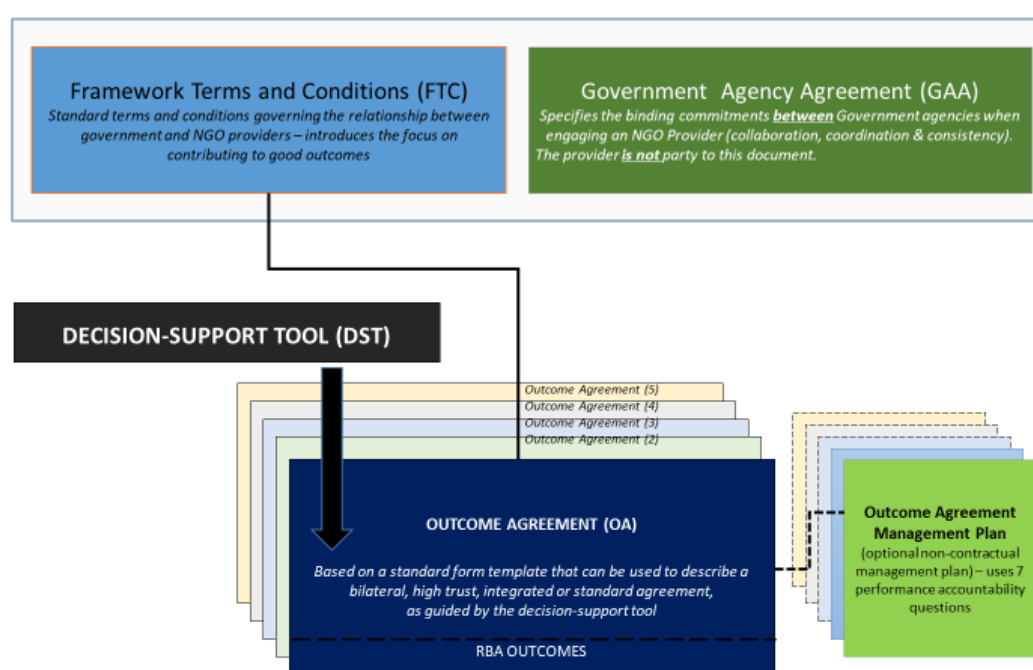 Framework Terms and Conditions (FTC)
Standard terms and conditions governing the relationship between
government and NGO providers – introduces the focus on
contributing to good outcomes
Government Agency Agreement (GAA)
Specifies the binding commitments between Government agencies when
engaging an NGO Provider (collaboration, coordination & consistency).
The provider is not party to this document.
DECISION-SUPPORT TOOL (DST)
Outcome Agreement (5)
Outcome Agreement (4)
Outcome Agreement (3)
Outcome Agreement (2)
OUTCOME AGREEMENT (OA)
Based on a standard form template that can be used to describe a
bilateral, high trust, integrated or standard agreement,
as guided by the decision-support tool
RBA OUTCOMES
Outcome Agreement
Management Plan
(optional non-contractual
management plan) – uses 7
performance accountability
questions